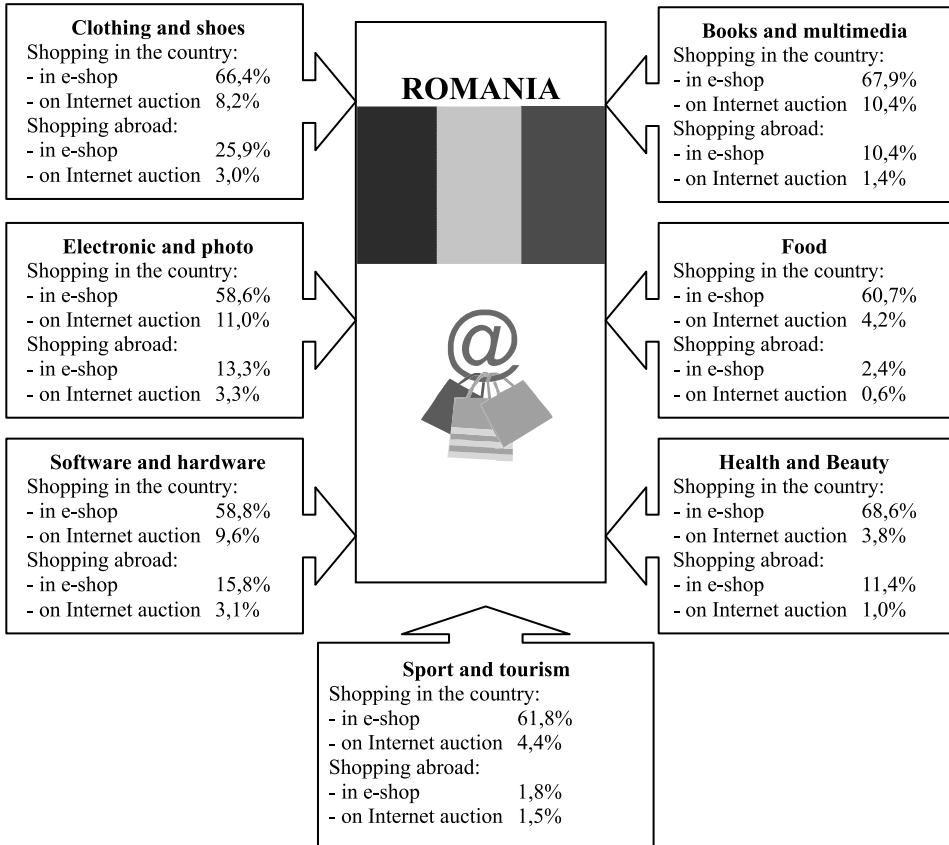 Clothing and shoes
Shopping in the country:
- in e-shop 66,4%
- on Internet auction 8,2%
Shopping abroad:
- in e-shop 25,9%
- on Internet auction 3,0%
ROMANIA
Books and multimedia
Shopping in the country:
- in e-shop 67,9%
- on Internet auction 10,4%
Shopping abroad:
- in e-shop 10,4%
- on Internet auction 1,4%
Electronic and photo
Shopping in the country:
- in e-shop 58,6%
- on Internet auction 11,0%
Shopping abroad:
- in e-shop 13,3%
- on Internet auction 3,3%
@
Food
Shopping in the country:
- in e-shop 60,7%
- on Internet auction 4,2%
Shopping abroad:
- in e-shop 2,4%
- on Internet auction 0,6%
Software and hardware
Shopping in the country:
- in e-shop 58,8%
- on Internet auction 9,6%
Shopping abroad:
- in e-shop 15,8%
- on Internet auction 3,1%
Health and Beauty
Shopping in the country:
- in e-shop 68,6%
- on Internet auction 3,8%
Shopping abroad:
- in e-shop 11,4%
- on Internet auction 1,0%
Sport and tourism
Shopping in the country:
- in e-shop 61,8%
- on Internet auction 4,4%
Shopping abroad:
- in e-shop 1,8%
- on Internet auction 1,5%